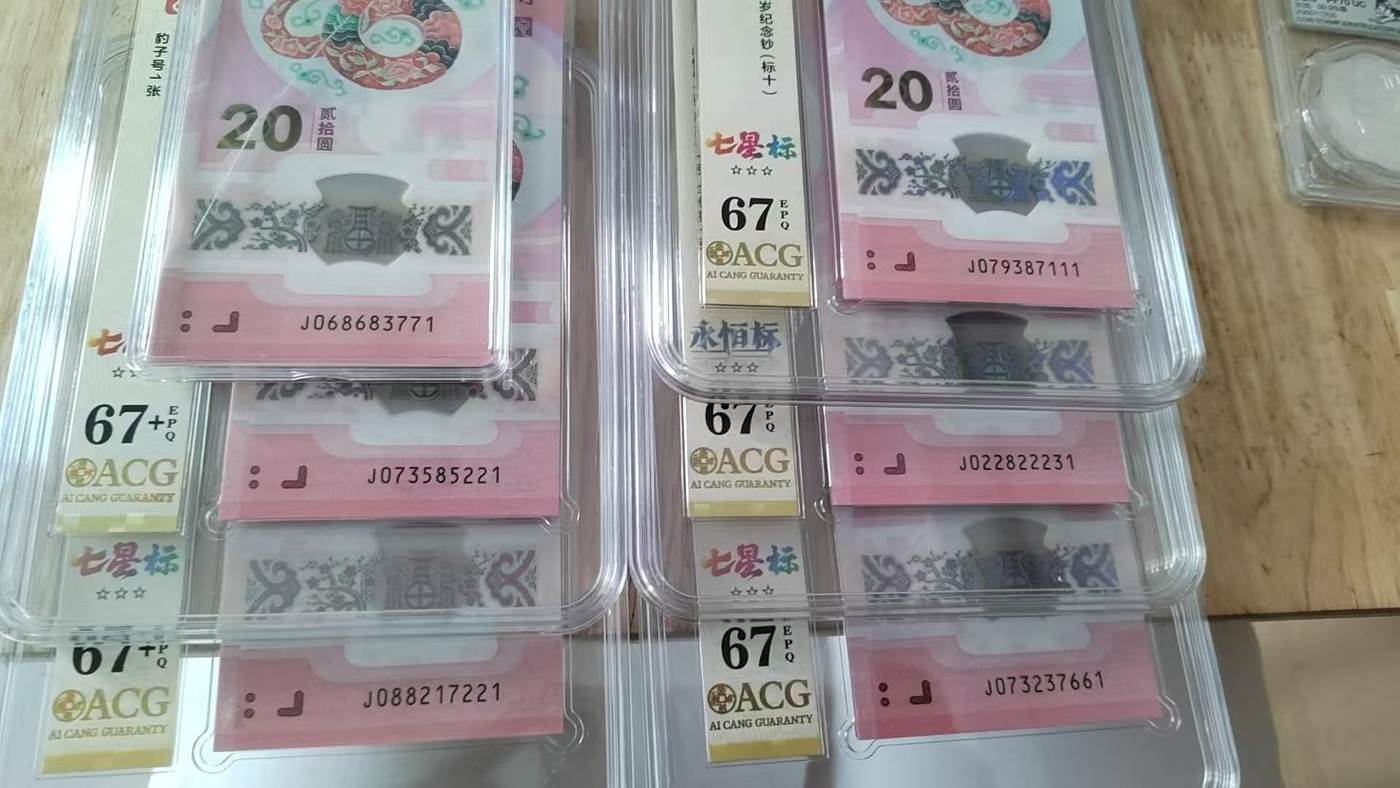 豹子号1张
20
贰拾圆
J068683771
67+
EPQ
ACG
AI CANG GUARANTY
J073585221
七星标
☆☆☆
67+
EPQ
ACG
AI CANG GUARANTY
J088217221
岁纪念钞(标十)
七星标
☆☆☆
67
EPQ
ACG
AI CANG GUARANTY
20
贰拾圆
J079387111
永恒标
☆☆☆
67
EPQ
ACG
AI CANG GUARANTY
J022822231
七星标
☆☆☆
67
EPQ
ACG
AI CANG GUARANTY
J073237661